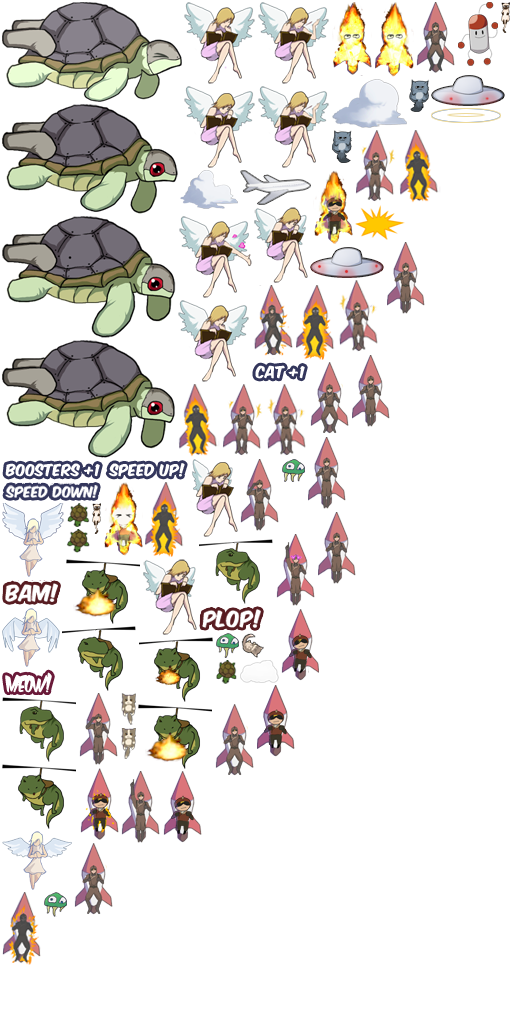 CAT +1
BOOSTERS +1 SPEED UP!
SPEED DOWN!
BAM!
PLOP!
MEOW!